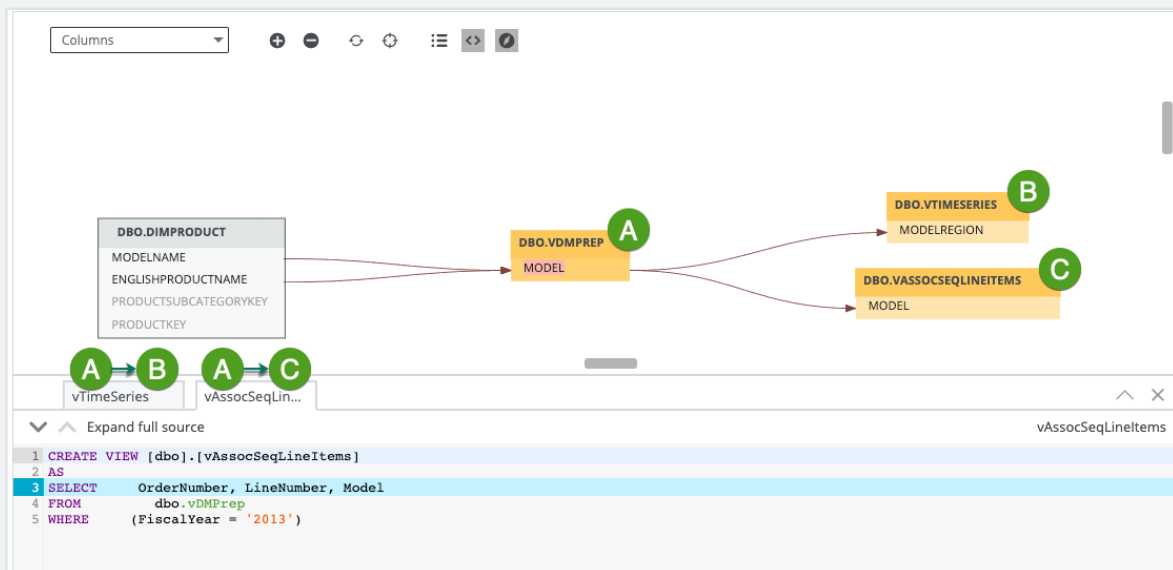 Columns
DBO.DIMPRODUCT
MODELNAME
ENGLISHPRODUCTNAME
PRODUCTSUBCATEGORYKEY
PRODUCTKEY
DBO.VDMPREP
A
MODEL
DBO.VTIMESERIES
B
MODELREGION
DBO.VASSOCSEQLINEITEMS
C
MODEL
A B A C
vTimeSeries vAssocSeqLin...
Expand full source vAssocSeqLineItems
1 CREATE VIEW [dbo].[vAssocSeqLineItems]
2 AS
3 SELECT OrderNumber, LineNumber, Model
4 FROM dbo.vDMPrep
5 WHERE (FiscalYear = '2013')